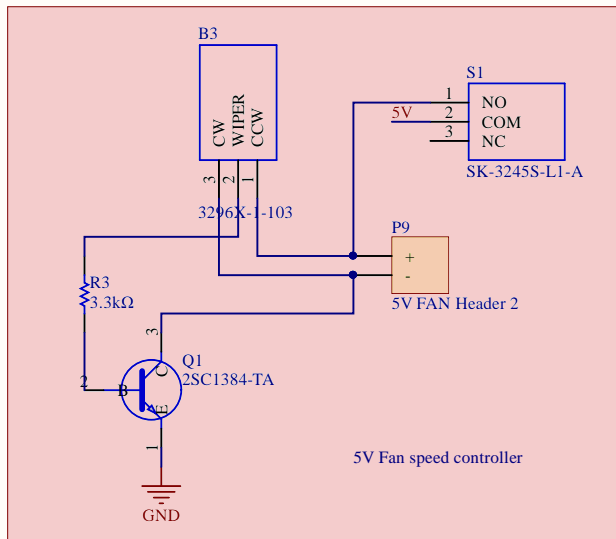 B3
S1
CW
WIPER
CCW
1
NO
5V
2
COM
3
NC
3
2
1
SK-3245S-L1-A
3296X-1-103
P9
+
-
5V FAN Header 2
R3
3.3kΩ
3
Q1
2SC1384-TA
2
B
C
E
1
5V Fan speed controller
GND